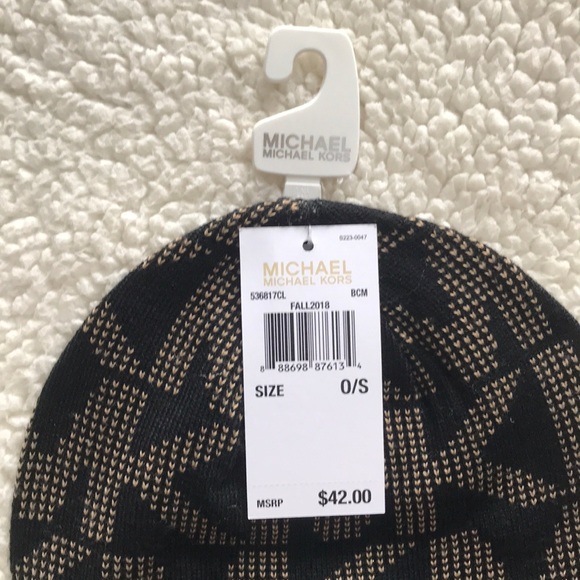 MICHAEL
MICHAEL KORS
S223-0047
MICHAEL
MICHAEL KORS
536817CL BCM
FALL2018
8 88698 87613 4
SIZE O/S
MSRP $42.00